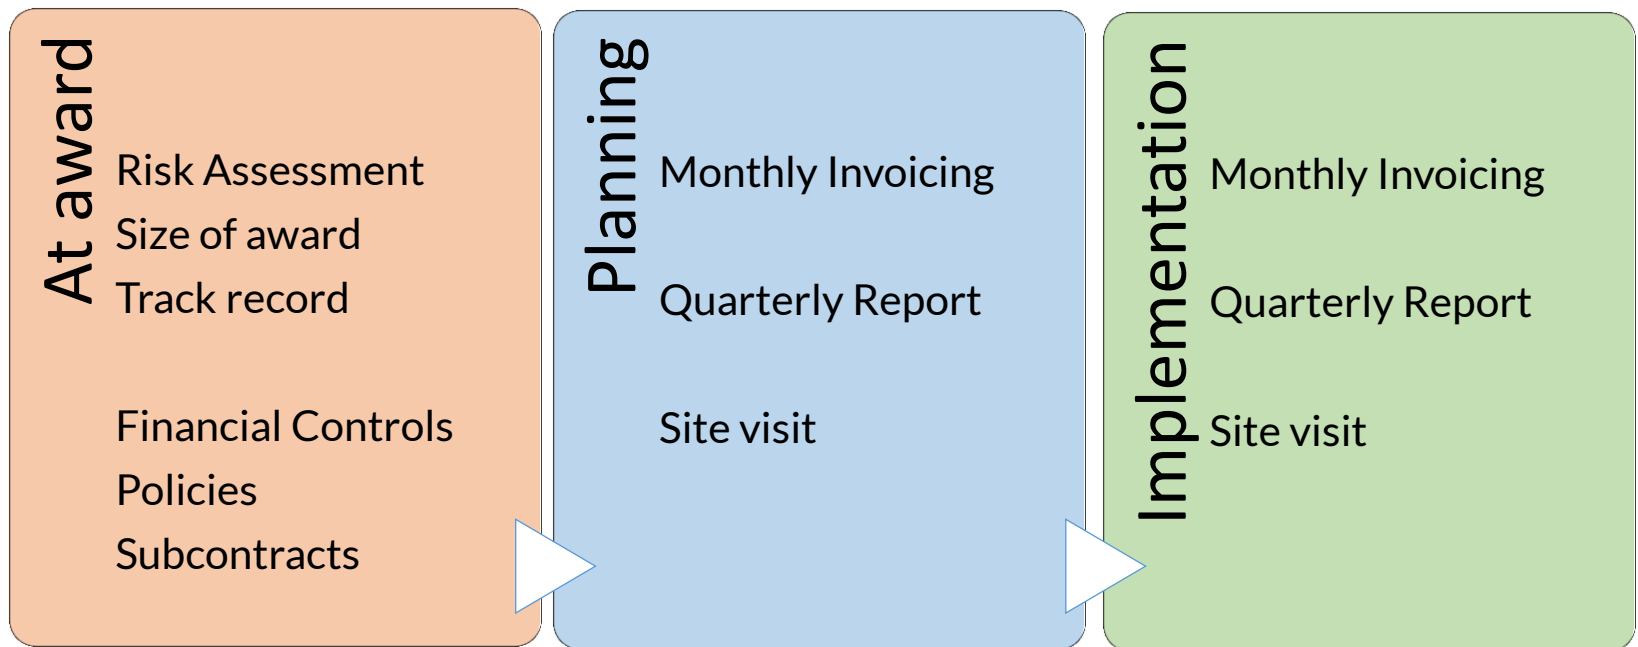 At award
Risk Assessment
Size of award
Track record
Financial Controls
Policies
Subcontracts
Planning
Monthly Invoicing
Quarterly Report
Site visit
Implementation
Monthly Invoicing
Quarterly Report
Site visit